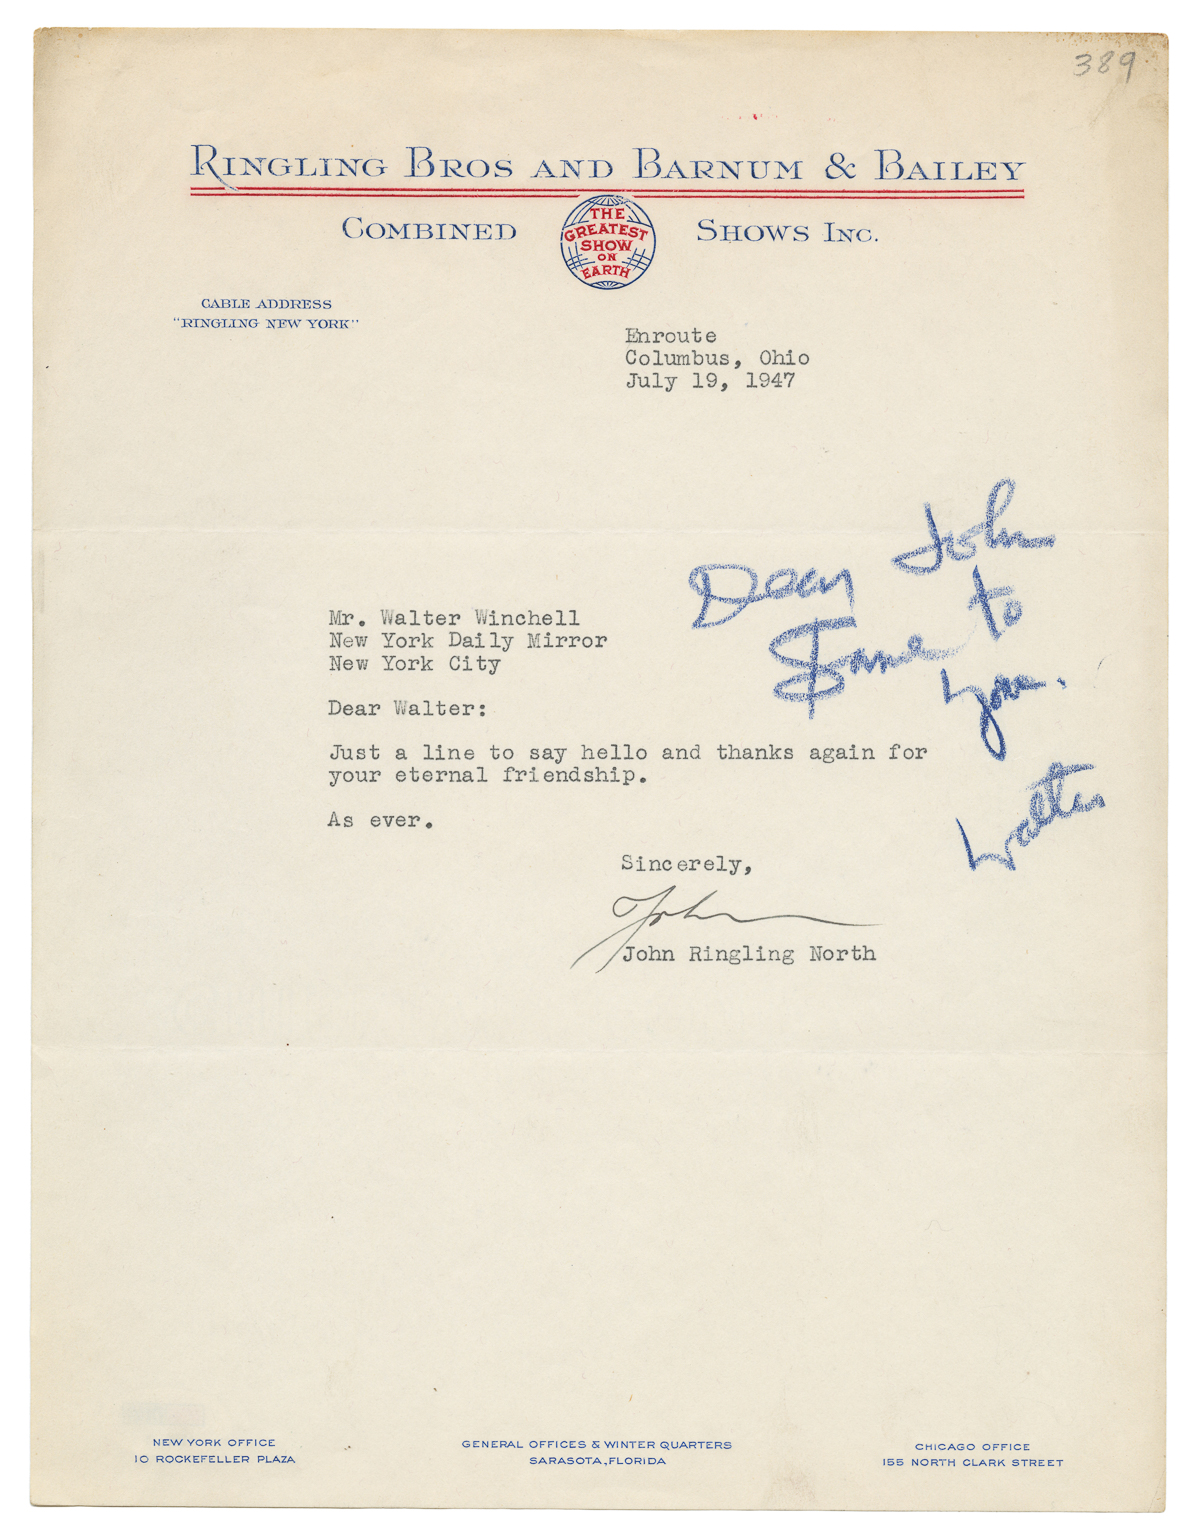 389
RINGLING BROS AND BARNUM & BAILEY
COMBINED SHOWS INC.
THE
GREATEST
SHOW
ON
EARTH
CABLE ADDRESS
"RINGLING NEW YORK"
Enroute
Columbus, Ohio
July 19, 1947
Dear John
Same to
you.
Walter
Mr. Walter Winchell
New York Daily Mirror
New York City
Dear Walter:
Just a line to say hello and thanks again for
your eternal friendship.
As ever.
Sincerely,
John
John Ringling North
NEW YORK OFFICE
10 ROCKEFELLER PLAZA
GENERAL OFFICES & WINTER QUARTERS
SARASOTA, FLORIDA
CHICAGO OFFICE
155 NORTH CLARK STREET